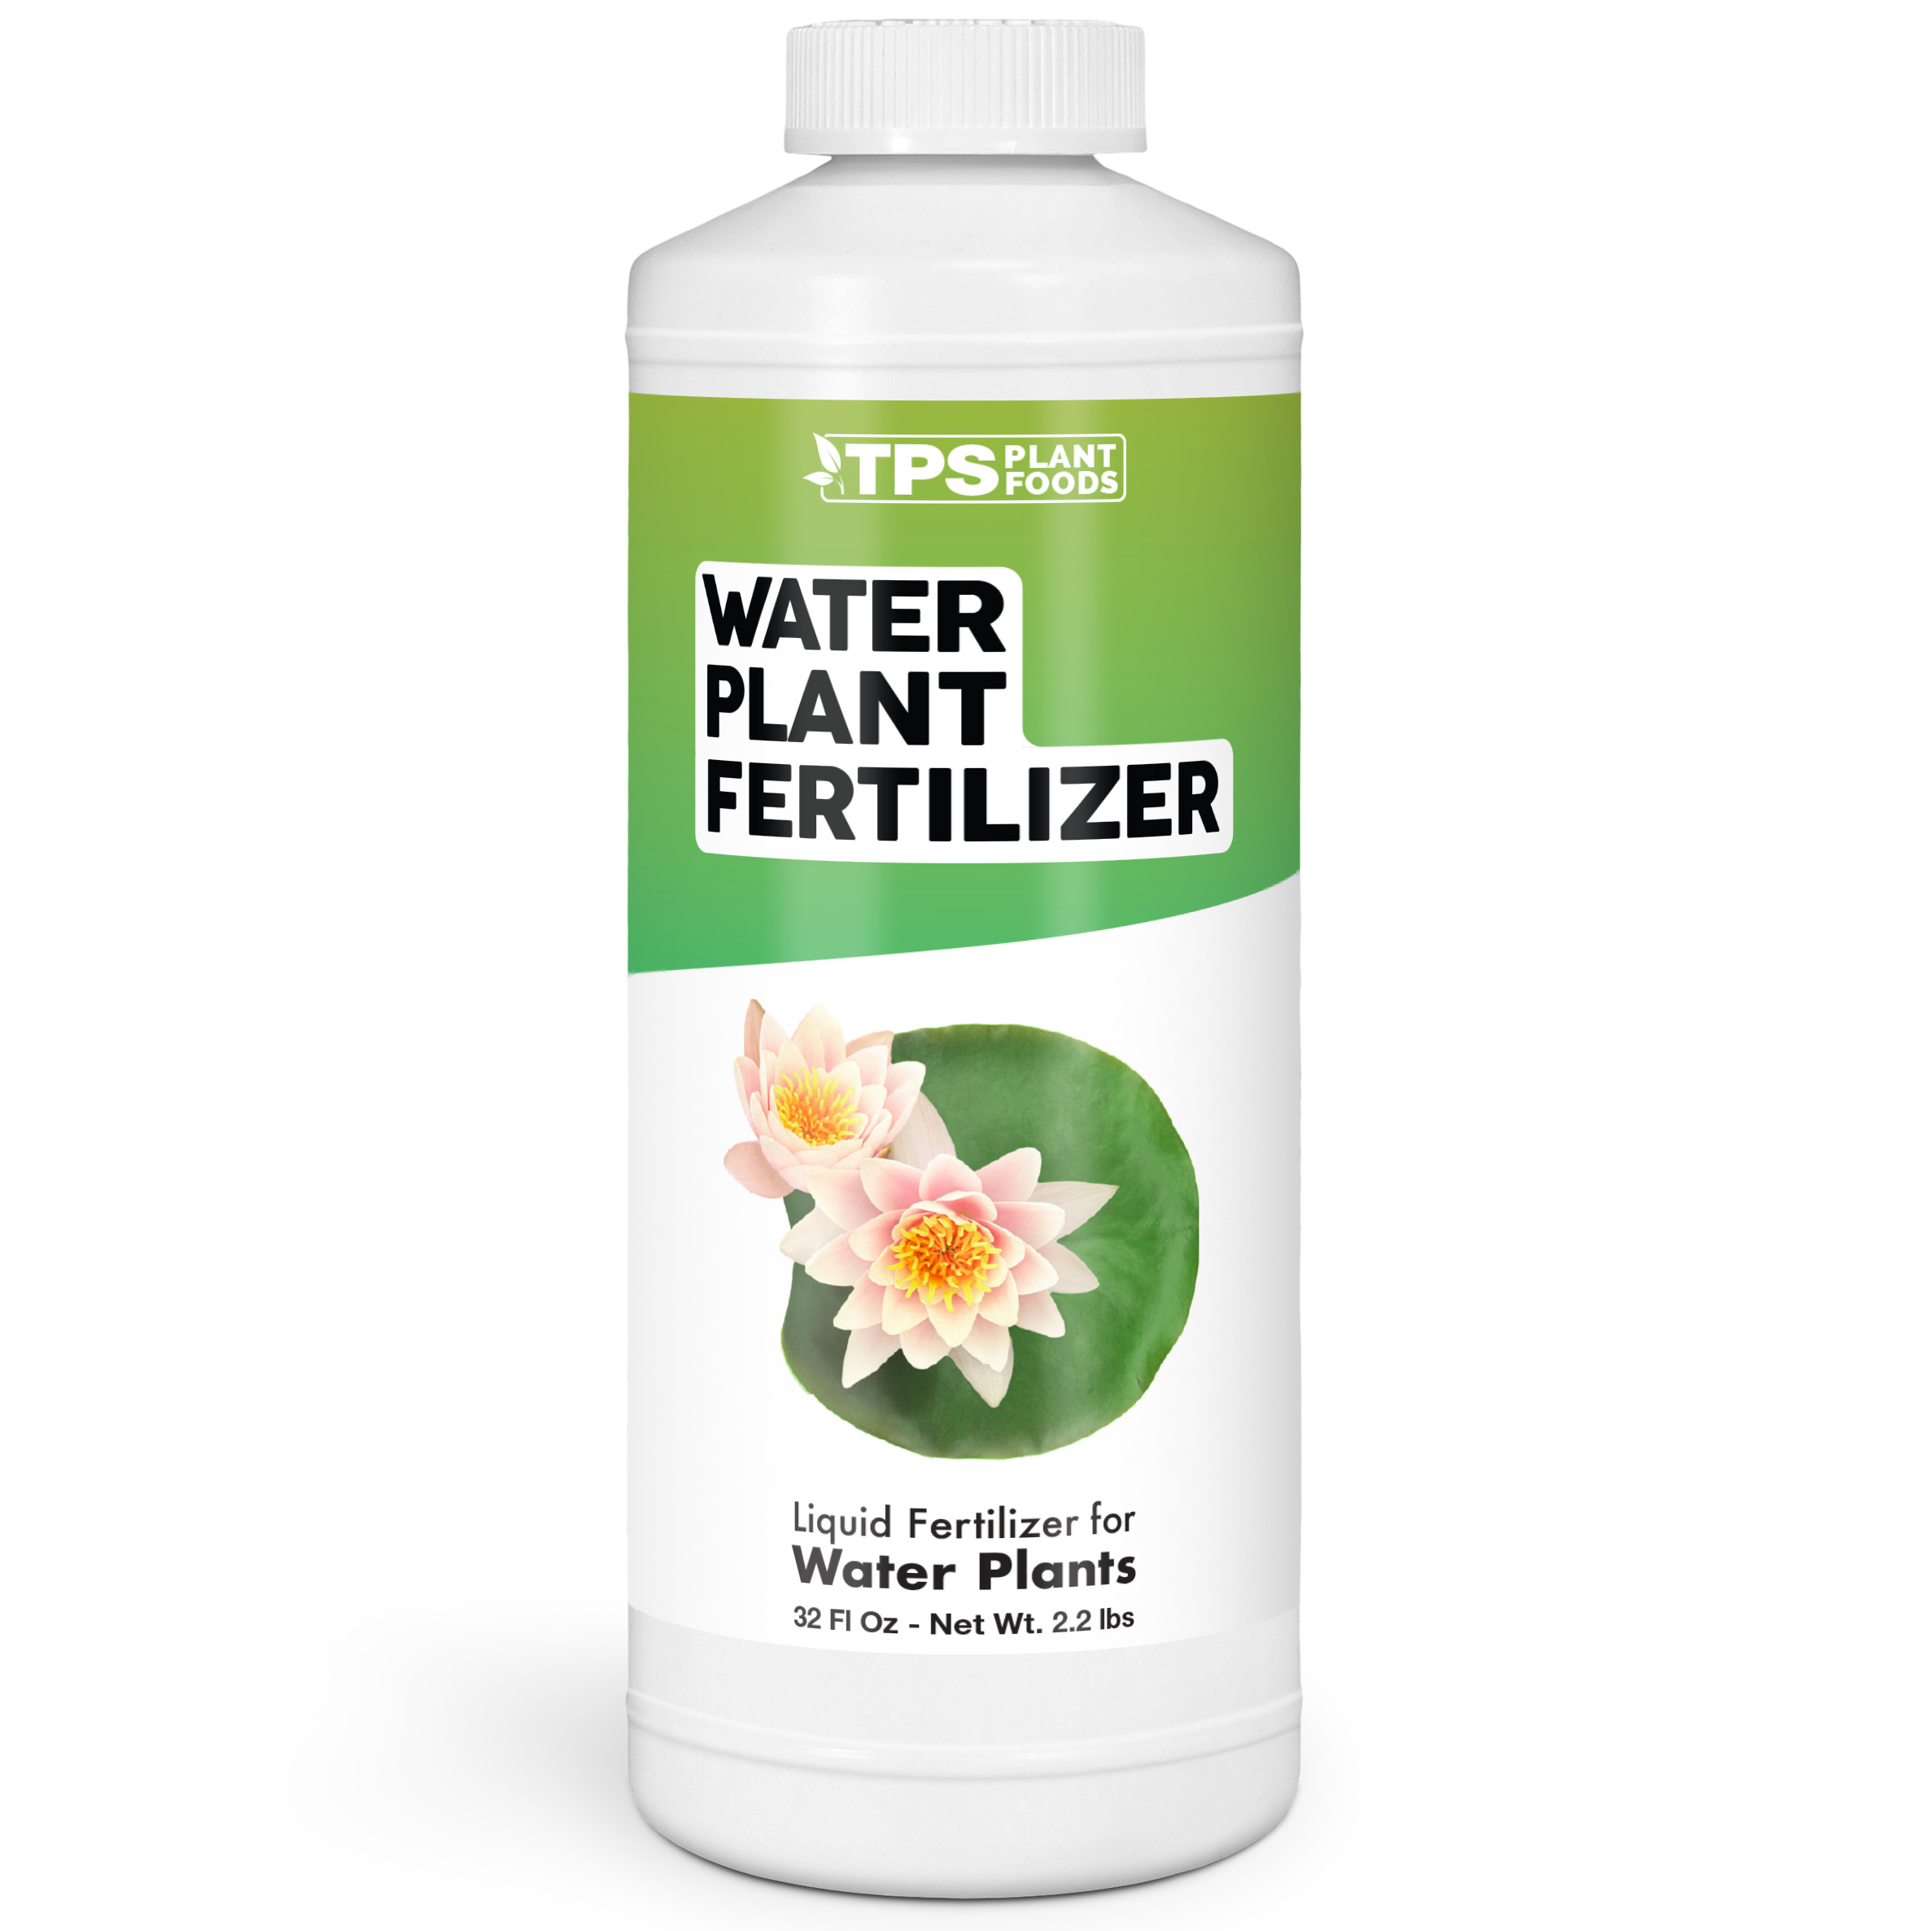 TPS PLANT FOODS
WATER
PLANT
FERTILIZER
Liquid Fertilizer for
Water Plants
32 Fl Oz - Net Wt. 2.2 lbs